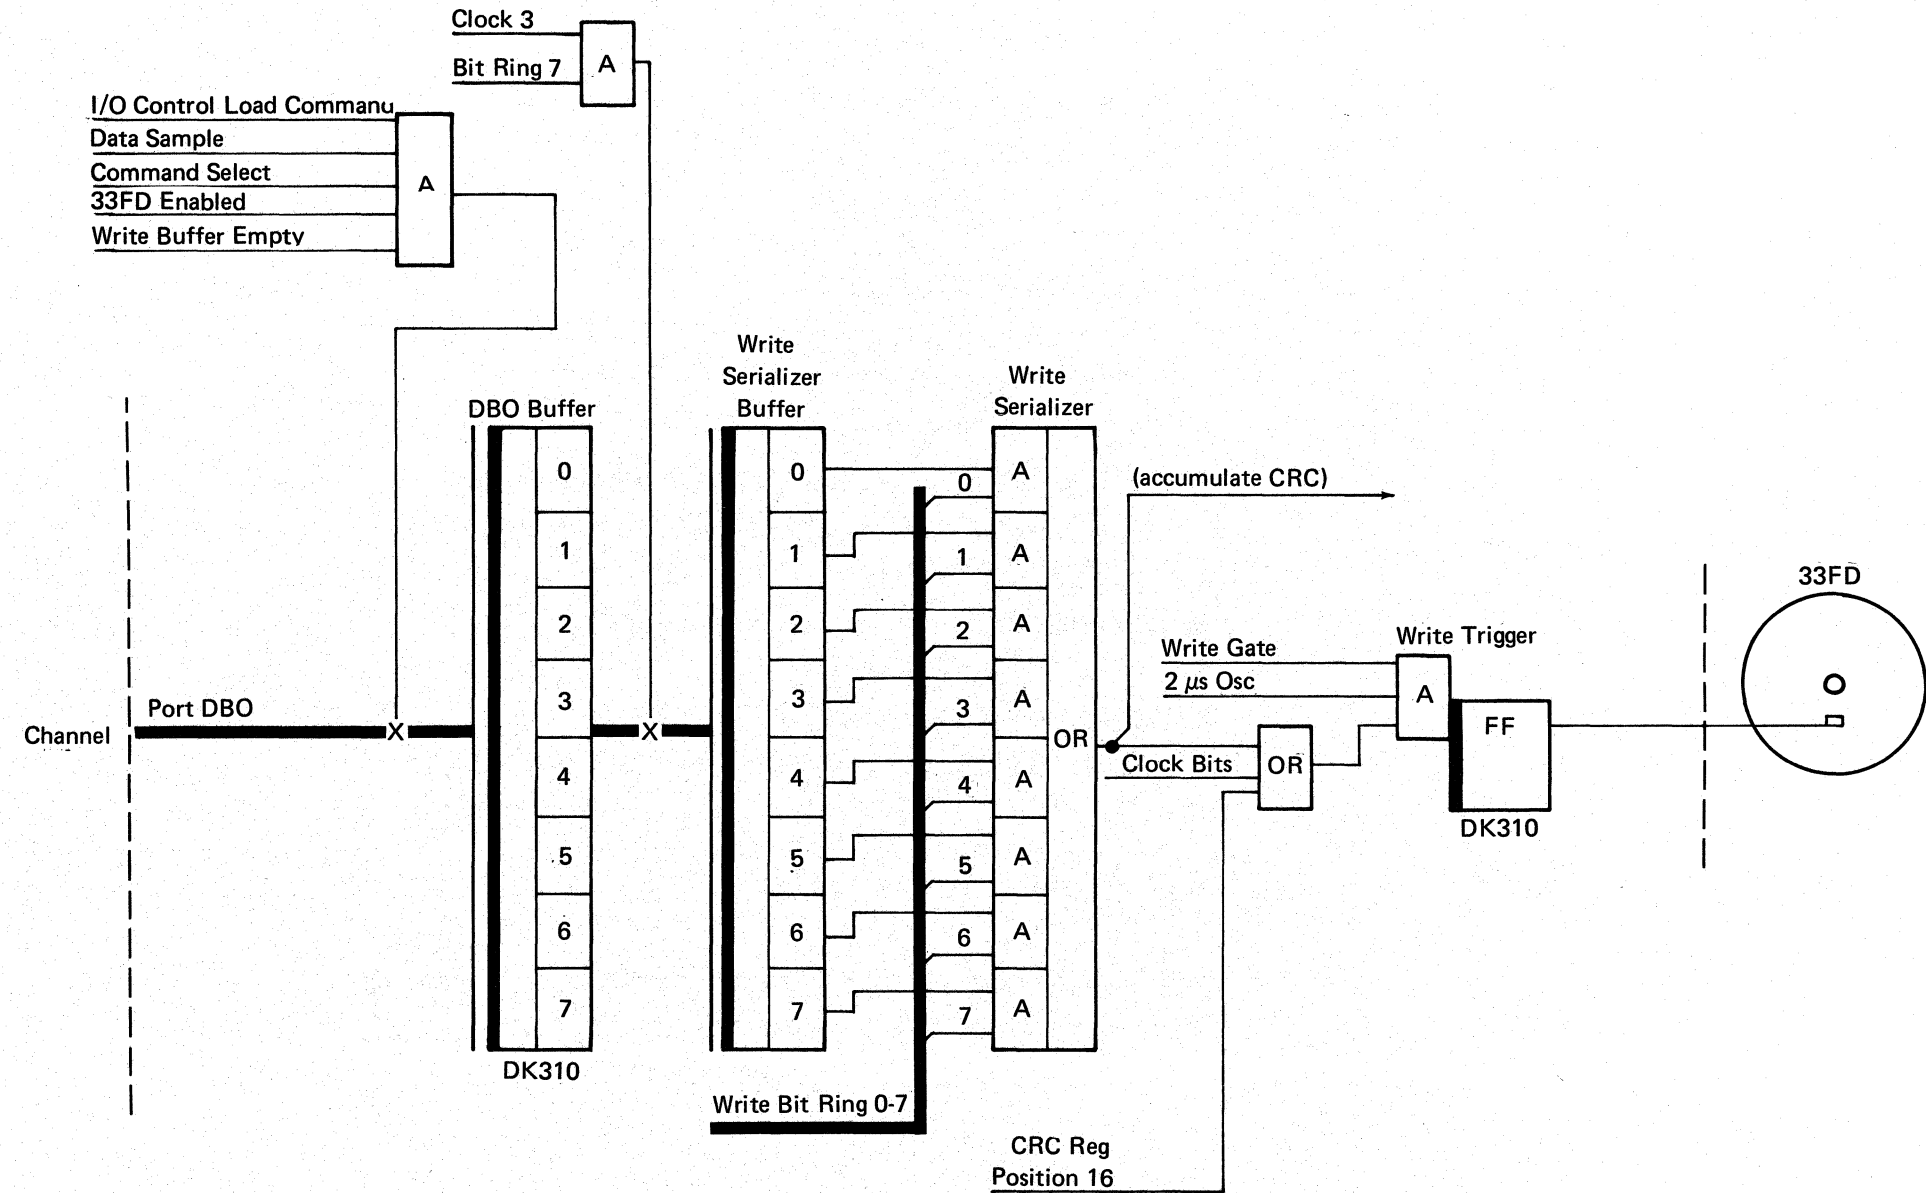 Clock 3
Bit Ring 7
A
I/O Control Load Comman
Data Sample
Command Select
33FD Enabled
Write Buffer Empty
A
Write
Serializer
Buffer
Write
Serializer
DBO Buffer
0
1
2
3
4
5
6
7
DK310
0
1
2
3
4
5
6
7
0
1
2
3
4
5
6
7
A
A
A
A
A
A
A
A
OR
Channel
Port DBO
X
X
Write Bit Ring 0-7
(accumulate CRC)
Clock Bits
OR
CRC Reg
Position 16
Write Gate
2 µs Osc
Write Trigger
A
FF
DK310
33FD